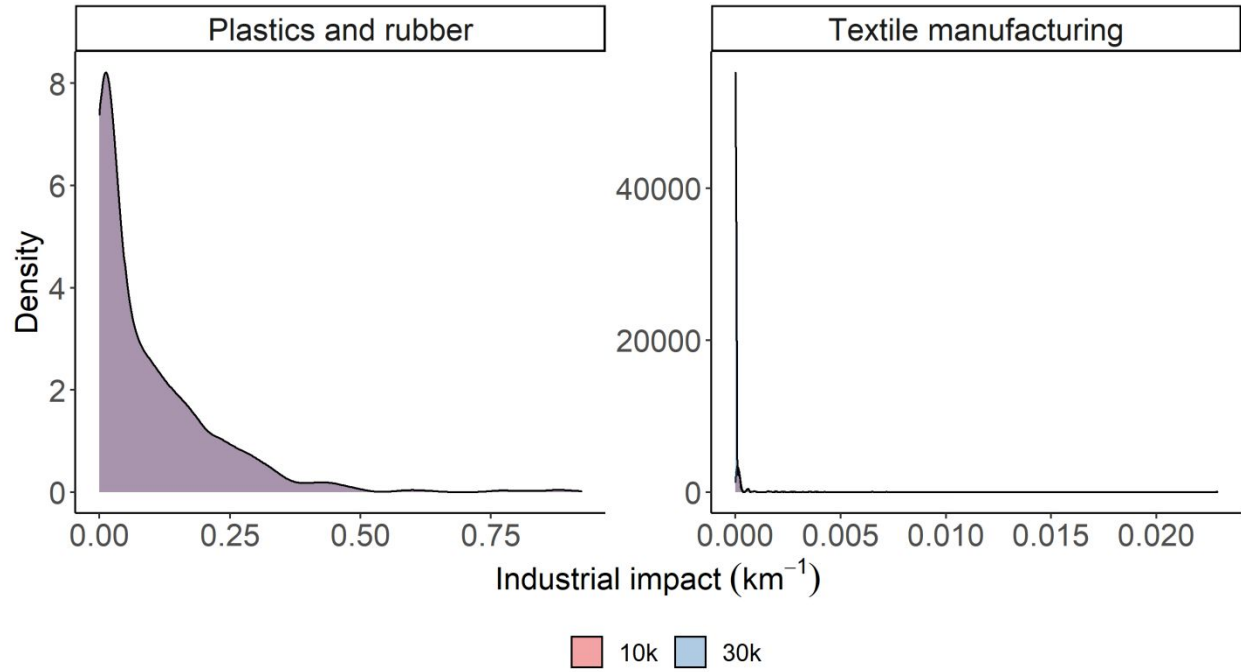 Plastics and rubber
Textile manufacturing
Density
8
6
4
2
0
40000
20000
0
0.00 0.25 0.50 0.75
0.000 0.005 0.010 0.015 0.020
Industrial impact (km⁻¹)
10k 30k